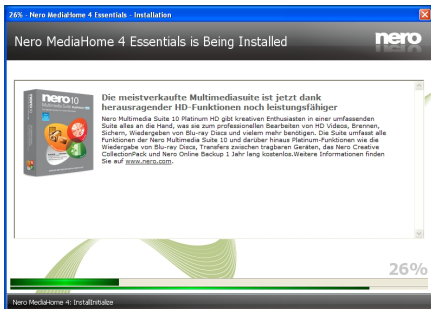 26% - Nero MediaHome 4 Essentials - Installation
Nero MediaHome 4 Essentials is Being Installed
nero
nero 10
Die meistverkaufte Multimediasuite ist jetzt dank
herausragender HD-Funktionen noch leistungsfähiger
Nero Multimedia Suite 10 Platinum HD gibt kreativen Enthusiasten in einer umfassenden
Suite alles an die Hand, was sie zum professionellen Bearbeiten von HD Videos, Brennen,
Sichern, Wiedergeben von Blu-ray Discs und vielem mehr benötigen. Die Suite umfasst alle
Funktionen der Nero Multimedia Suite 10 und darüber hinaus Platinum-Funktionen wie die
Wiedergabe von Blu-ray Discs, Transfers zwischen tragbaren Geräten, das Nero Creative
CollectionPack und Nero Online Backup 1 Jahr lang kostenlos.Weitere Informationen finden
Sie auf www.nero.com.
26%
Nero MediaHome 4: InstallInitialize